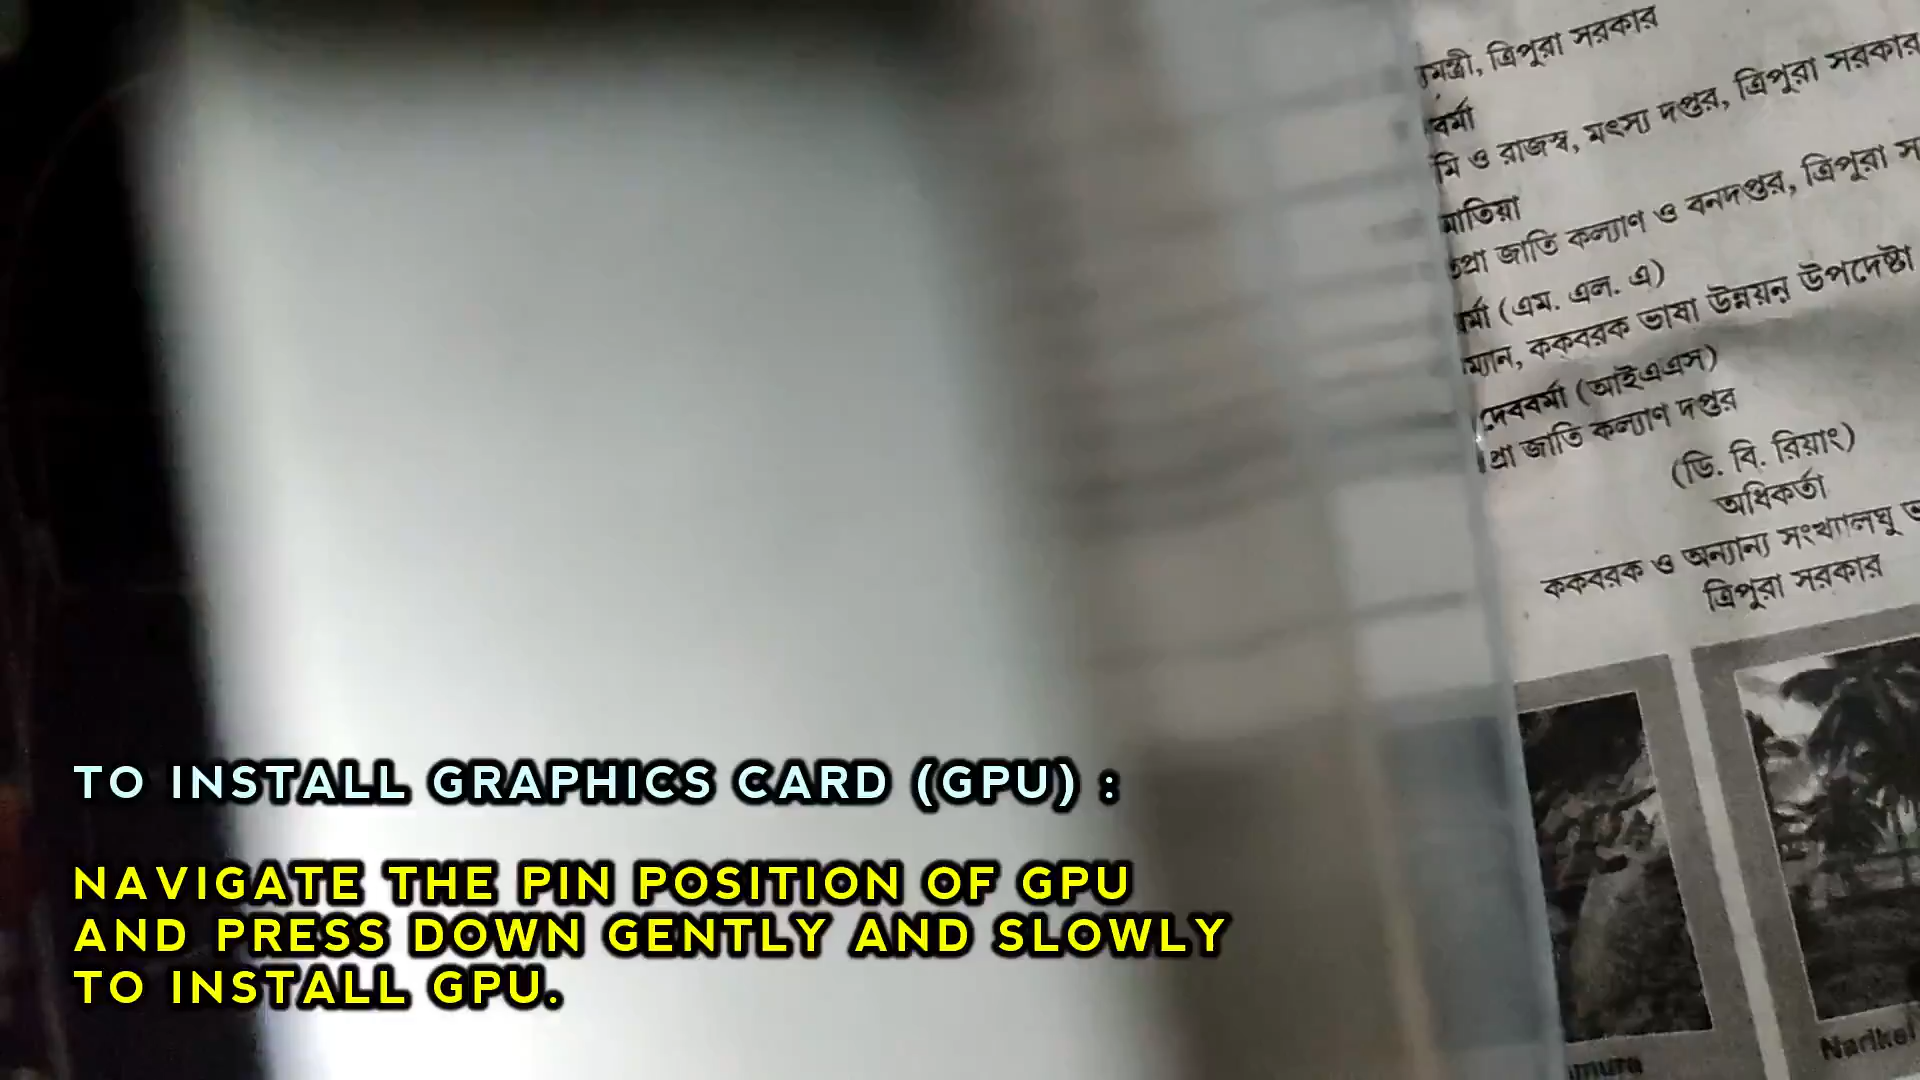 ত্রিপুরা সরকার
বর্মা
ও রাজস্ব, মৎস্য দপ্তর, ত্রিপুরা সরকার
জাতি কল্যাণ ও বনদপ্তর, ত্রিপুরা
(এম. এল. এ)
ককবরক ভাষা উন্নয়ন উপদেষ্টা
দেববর্মা (আইএএস)
জাতি কল্যাণ দপ্তর
(ডি. বি. রিয়াং)
অধিকর্তা
ককবরক ও অন্যান্য সংখ্যালঘু
ত্রিপুরা সরকার
TO INSTALL GRAPHICS CARD (GPU) :
NAVIGATE THE PIN POSITION OF GPU
AND PRESS DOWN GENTLY AND SLOWLY
TO INSTALL GPU.